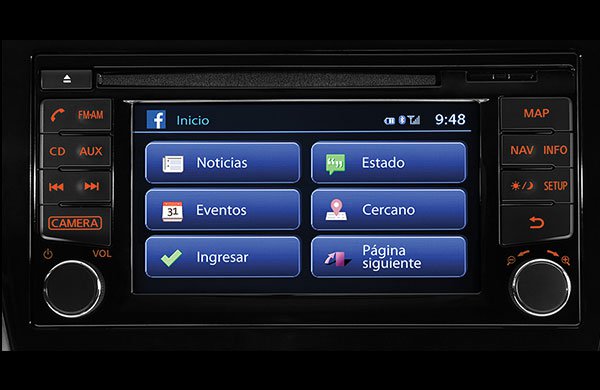 FM•AM
CD
AUX
CAMERA
VOL
f Inicio
9:48
Noticias
Estado
31
Eventos
Cercano
Ingresar
Página
siguiente
MAP
NAV
INFO
SETUP